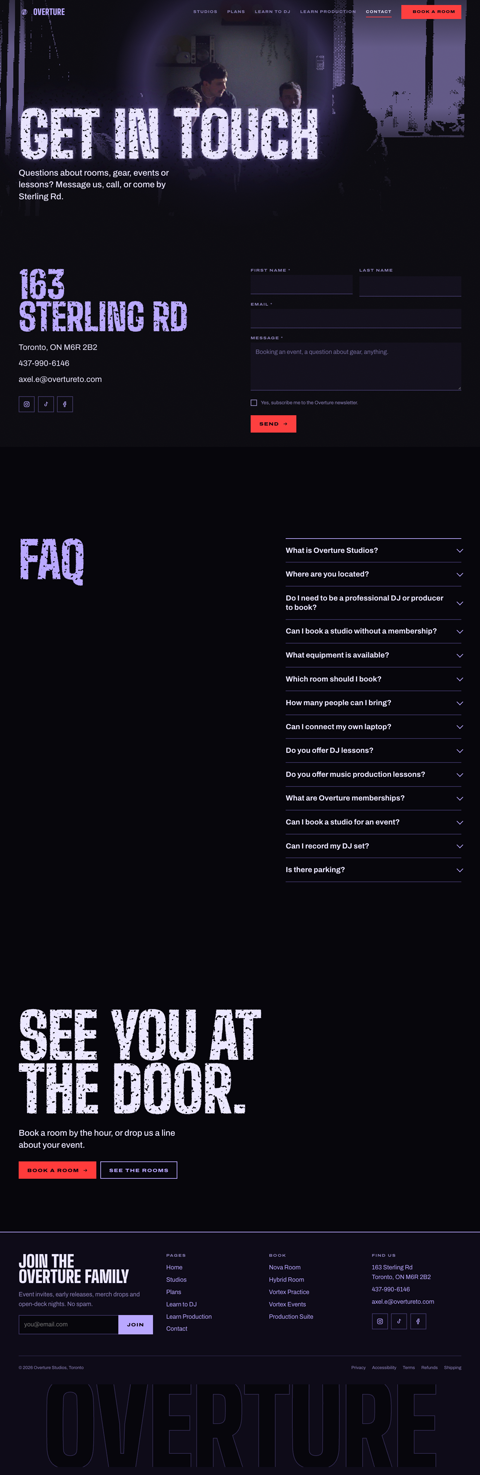 OVERTURE
STUDIOS PLANS LEARN TO DJ LEARN PRODUCTION CONTACT BOOK A ROOM
GET IN TOUCH
Questions about rooms, gear, events or
lessons? Message us, call, or come by
Sterling Rd.
163
STERLING RD
Toronto, ON M6R 2B2
437-990-6146
axel.e@overtureto.com
FIRST NAME *
LAST NAME
EMAIL *
MESSAGE *
Booking an event, a question about gear, anything.
Yes, subscribe me to the Overture newsletter.
SEND
FAQ
What is Overture Studios?
Where are you located?
Do I need to be a professional DJ or producer
to book?
Can I book a studio without a membership?
What equipment is available?
Which room should I book?
How many people can I bring?
Can I connect my own laptop?
Do you offer DJ lessons?
Do you offer music production lessons?
What are Overture memberships?
Can I book a studio for an event?
Can I record my DJ set?
Is there parking?
SEE YOU AT
THE DOOR.
Book a room by the hour, or drop us a line
about your event.
BOOK A ROOM
SEE THE ROOMS
JOIN THE
OVERTURE FAMILY
Event invites, early releases, merch drops and
open-deck nights. No spam.
you@email.com
JOIN
PAGES
Home
Studios
Plans
Learn to DJ
Learn Production
Contact
BOOK
Nova Room
Hybrid Room
Vortex Practice
Vortex Events
Production Suite
FIND US
163 Sterling Rd
Toronto, ON M6R 2B2
437-990-6146
axel.e@overtureto.com
© 2026 Overture Studios, Toronto
Privacy Accessibility Terms Refunds Shipping
OVERTURE